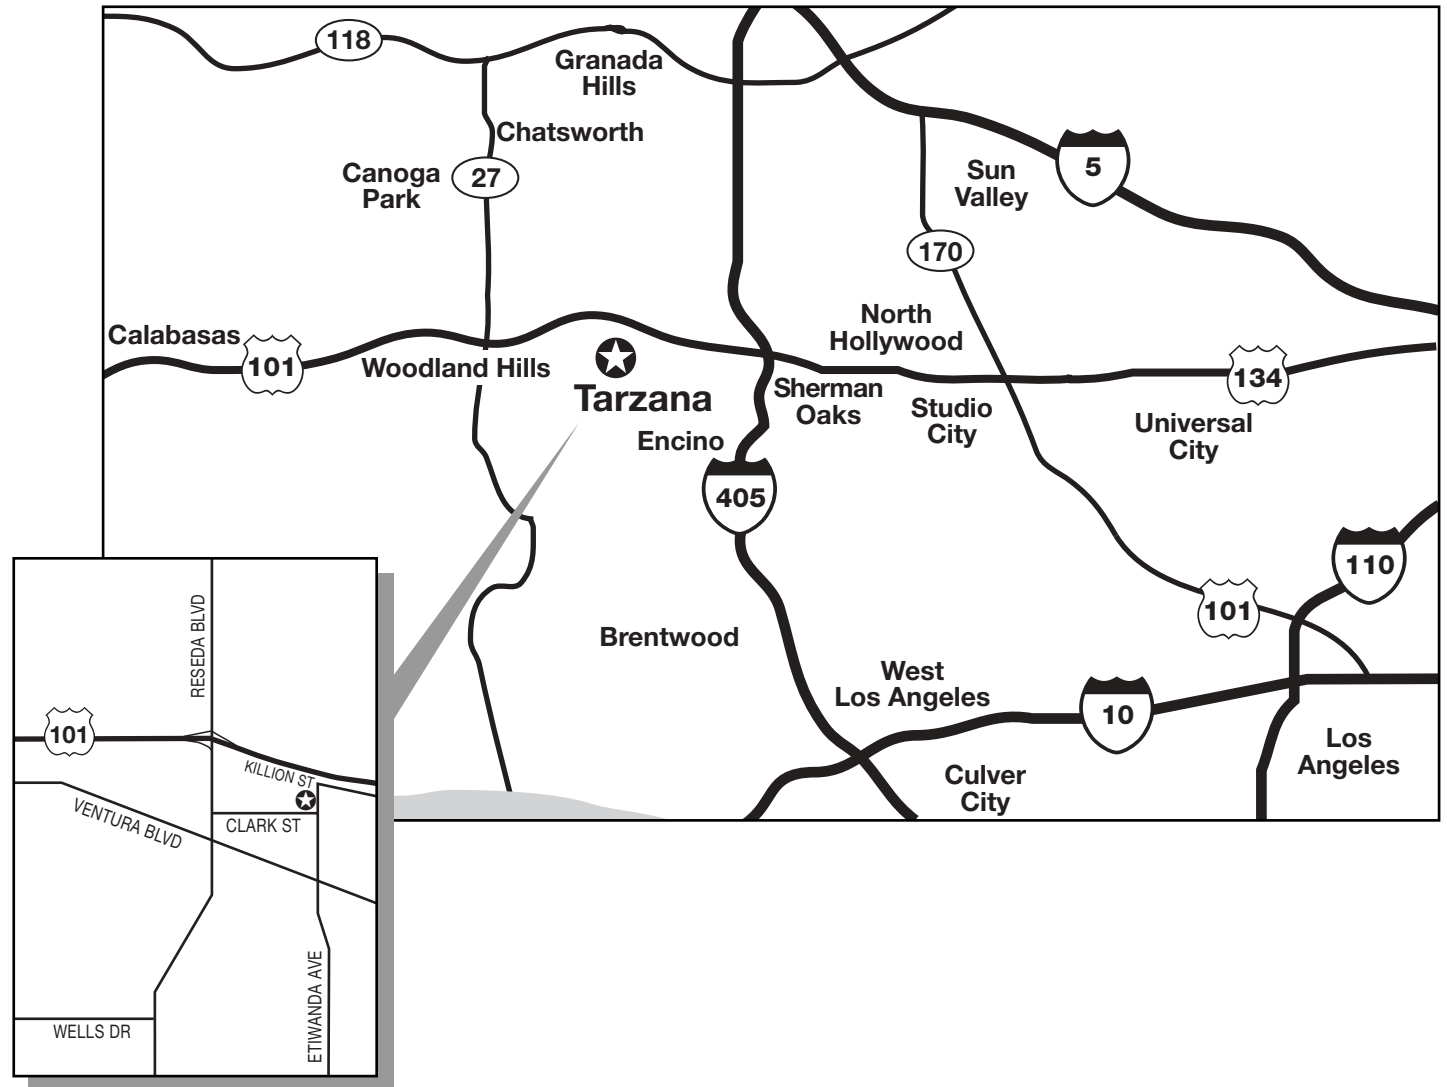 118
Granada
Hills
Chatsworth
Canoga
Park
27
5
Sun
Valley
170
North
Hollywood
Calabasas
101
Woodland Hills
Tarzana
Encino
Sherman
Oaks
Studio
City
134
Universal
City
405
110
101
Brentwood
West
Los Angeles
10
Los
Angeles
Culver
City
RESEDA BLVD
101
KILLION ST
VENTURA BLVD
CLARK ST
ETIWANDA AVE
WELLS DR